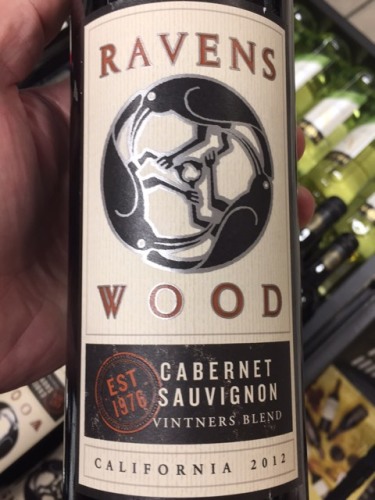 RAVENS
WOOD
EST
1976
CABERNET
SAUVIGNON
VINTNERS BLEND
CALIFORNIA 2012